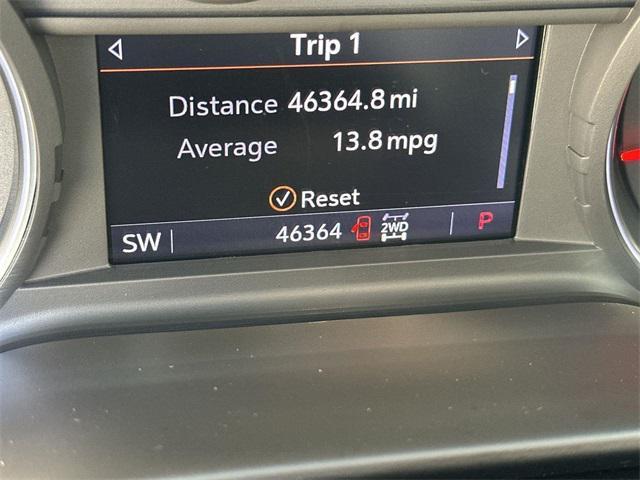 Trip 1
Distance 46364.8 mi
Average 13.8 mpg
Reset
SW 46364 2WD P